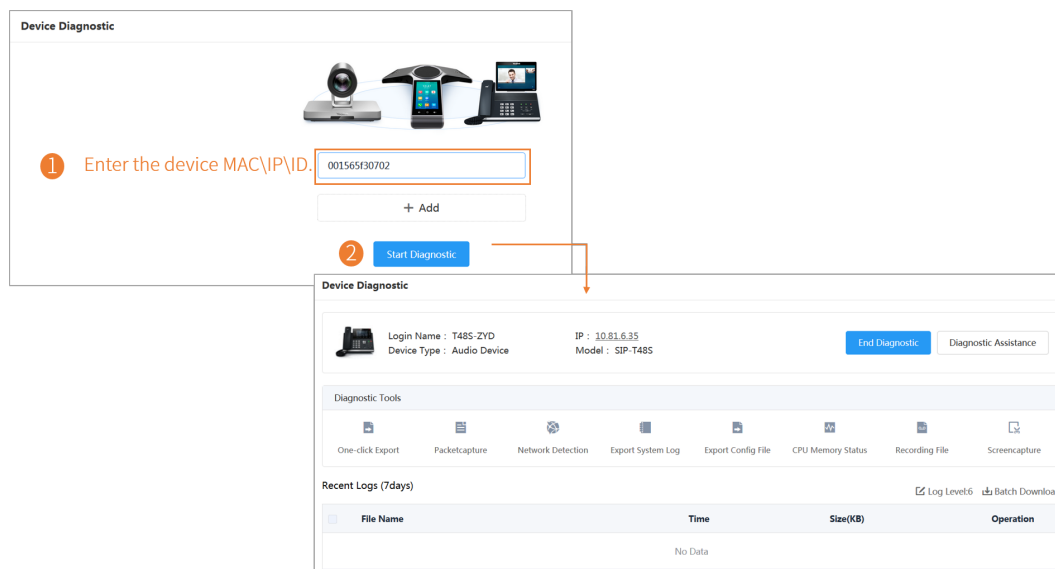 Device Diagnostic
1 Enter the device MAC\IP\ID. 001565f30702
+ Add
2 Start Diagnostic
Device Diagnostic
Login Name : T48S-ZYD IP : 10.81.6.35 End Diagnostic Diagnostic Assistance
Device Type : Audio Device Model : SIP-T48S
Diagnostic Tools
One-click Export Packetcapture Network Detection Export System Log Export Config File CPU Memory Status Recording File Screencapture
Recent Logs (7days) Log Level:6 Batch Downloa
File Name Time Size(KB) Operation
No Data